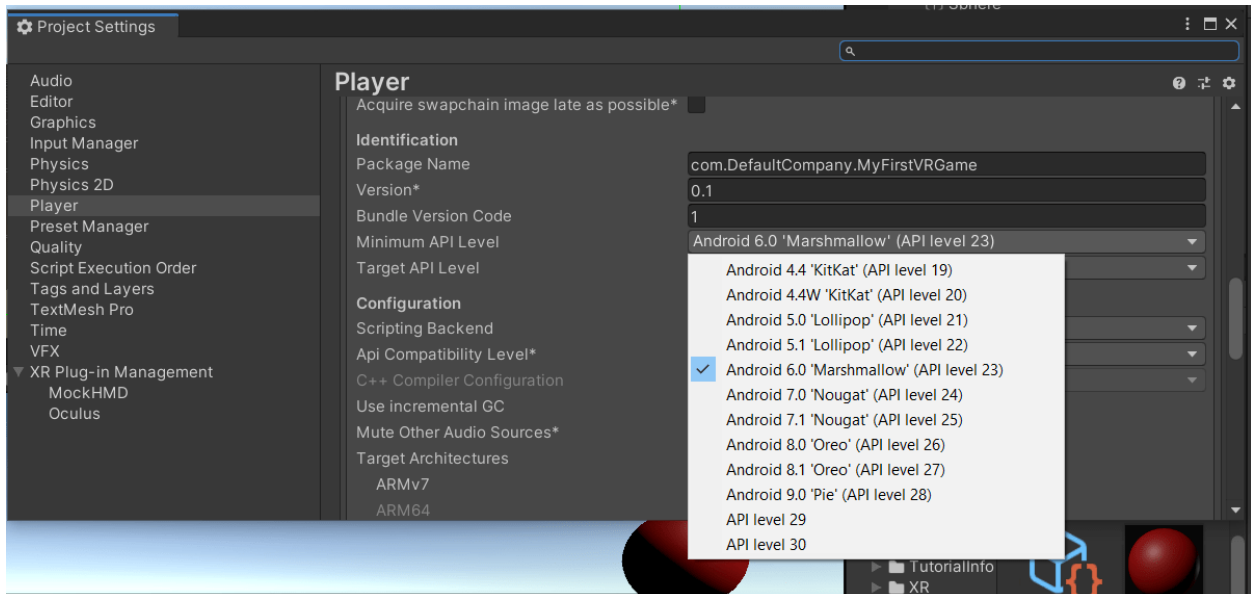 Sphere
Project Settings
Audio
Editor
Graphics
Input Manager
Physics
Physics 2D
Player
Preset Manager
Quality
Script Execution Order
Tags and Layers
TextMesh Pro
Time
VFX
XR Plug-in Management
MockHMD
Oculus
Player
Acquire swapchain image late as possible*
Identification
Package Name com.DefaultCompany.MyFirstVRGame
Version* 0.1
Bundle Version Code 1
Minimum API Level Android 6.0 'Marshmallow' (API level 23)
Target API Level
Configuration
Scripting Backend
Api Compatibility Level*
C++ Compiler Configuration
Use incremental GC
Mute Other Audio Sources*
Target Architectures
ARMv7
ARM64
Android 4.4 'KitKat' (API level 19)
Android 4.4W 'KitKat' (API level 20)
Android 5.0 'Lollipop' (API level 21)
Android 5.1 'Lollipop' (API level 22)
Android 6.0 'Marshmallow' (API level 23)
Android 7.0 'Nougat' (API level 24)
Android 7.1 'Nougat' (API level 25)
Android 8.0 'Oreo' (API level 26)
Android 8.1 'Oreo' (API level 27)
Android 9.0 'Pie' (API level 28)
API level 29
API level 30
TutorialInfo
XR